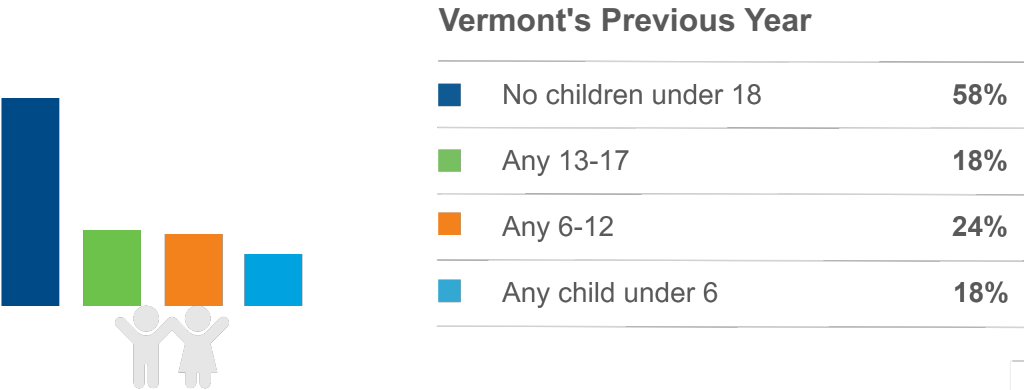 Vermont's Previous Year
No children under 18 58%
Any 13-17 18%
Any 6-12 24%
Any child under 6 18%